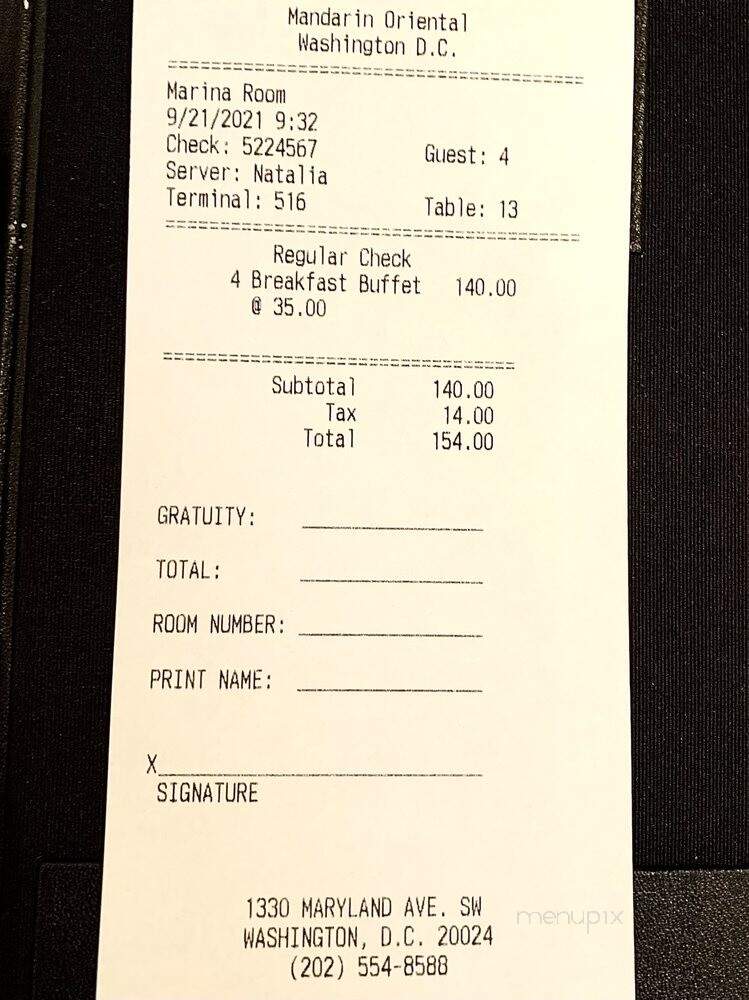 Mandarin Oriental
Washington D.C.
Marina Room
9/21/2021 9:32
Check: 5224567 Guest: 4
Server: Natalia
Terminal: 516 Table: 13
Regular Check
4 Breakfast Buffet 140.00
@ 35.00
Subtotal 140.00
Tax 14.00
Total 154.00
GRATUITY:
TOTAL:
ROOM NUMBER:
PRINT NAME:
X
SIGNATURE
1330 MARYLAND AVE. SW
WASHINGTON, D.C. 20024
(202) 554-8588
menupix